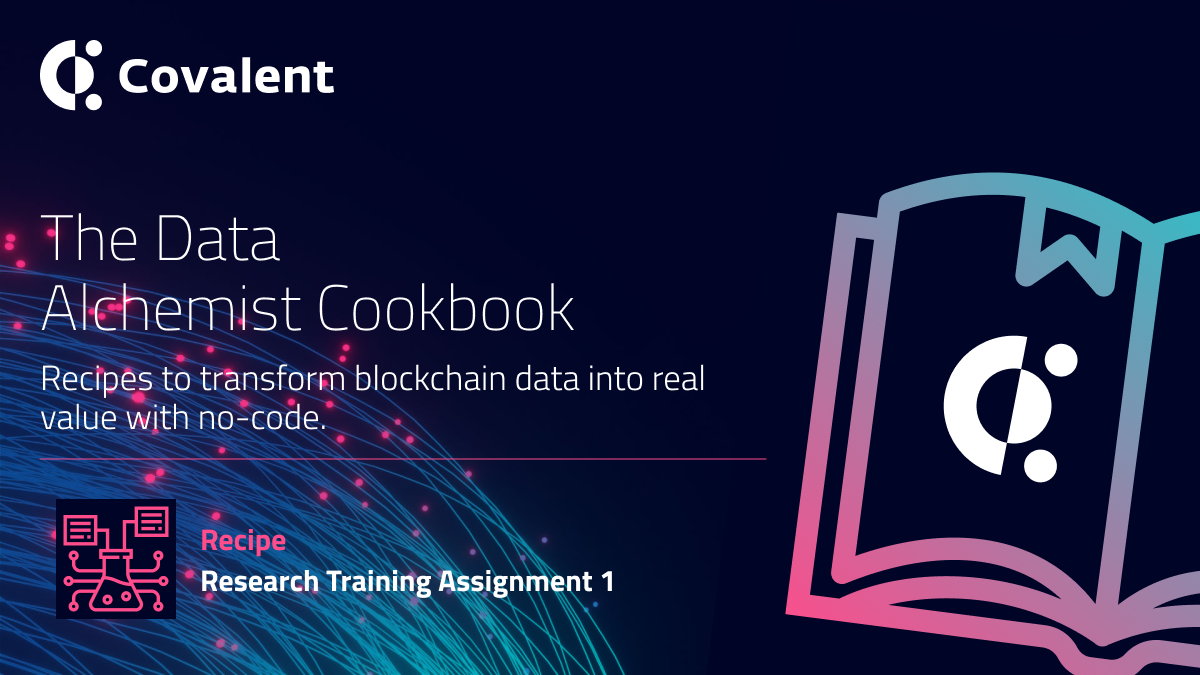 Covalent
The Data
Alchemist Cookbook
Recipes to transform blockchain data into real
value with no-code.
Recipe
Research Training Assignment 1